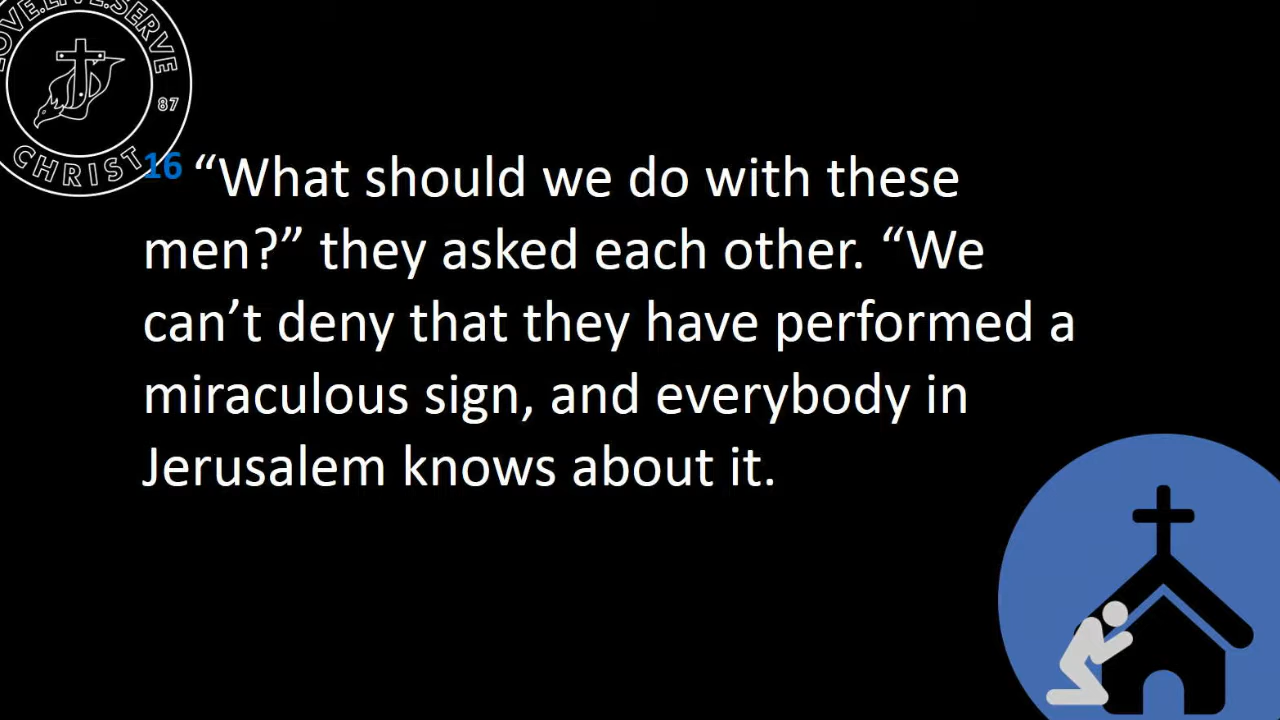 LOVE.LIVE.SERVE
87
CHRIST
16 “What should we do with these
men?” they asked each other. “We
can’t deny that they have performed a
miraculous sign, and everybody in
Jerusalem knows about it.